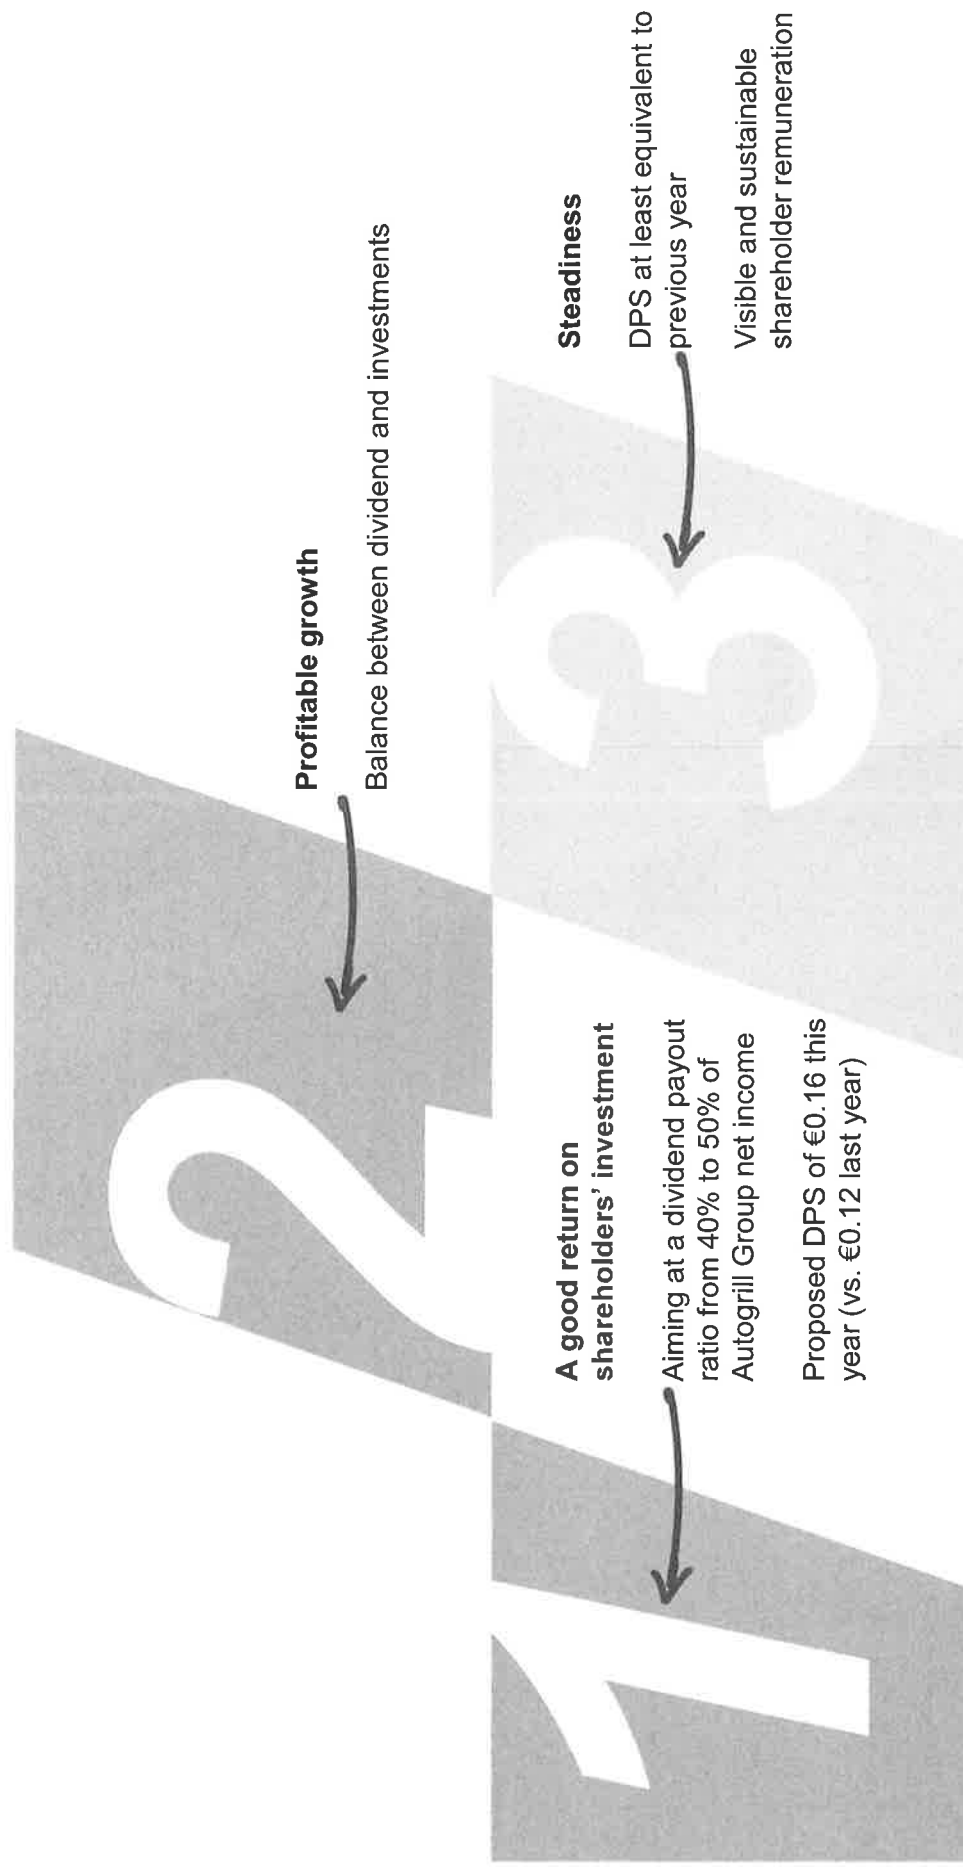 1
A good return on
shareholders' investment
Aiming at a dividend payout
ratio from 40% to 50% of
Autogrill Group net income
Proposed DPS of €0.16 this
year (vs. €0.12 last year)
2
Profitable growth
Balance between dividend and investments
3
Steadiness
DPS at least equivalent to
previous year
Visible and sustainable
shareholder remuneration